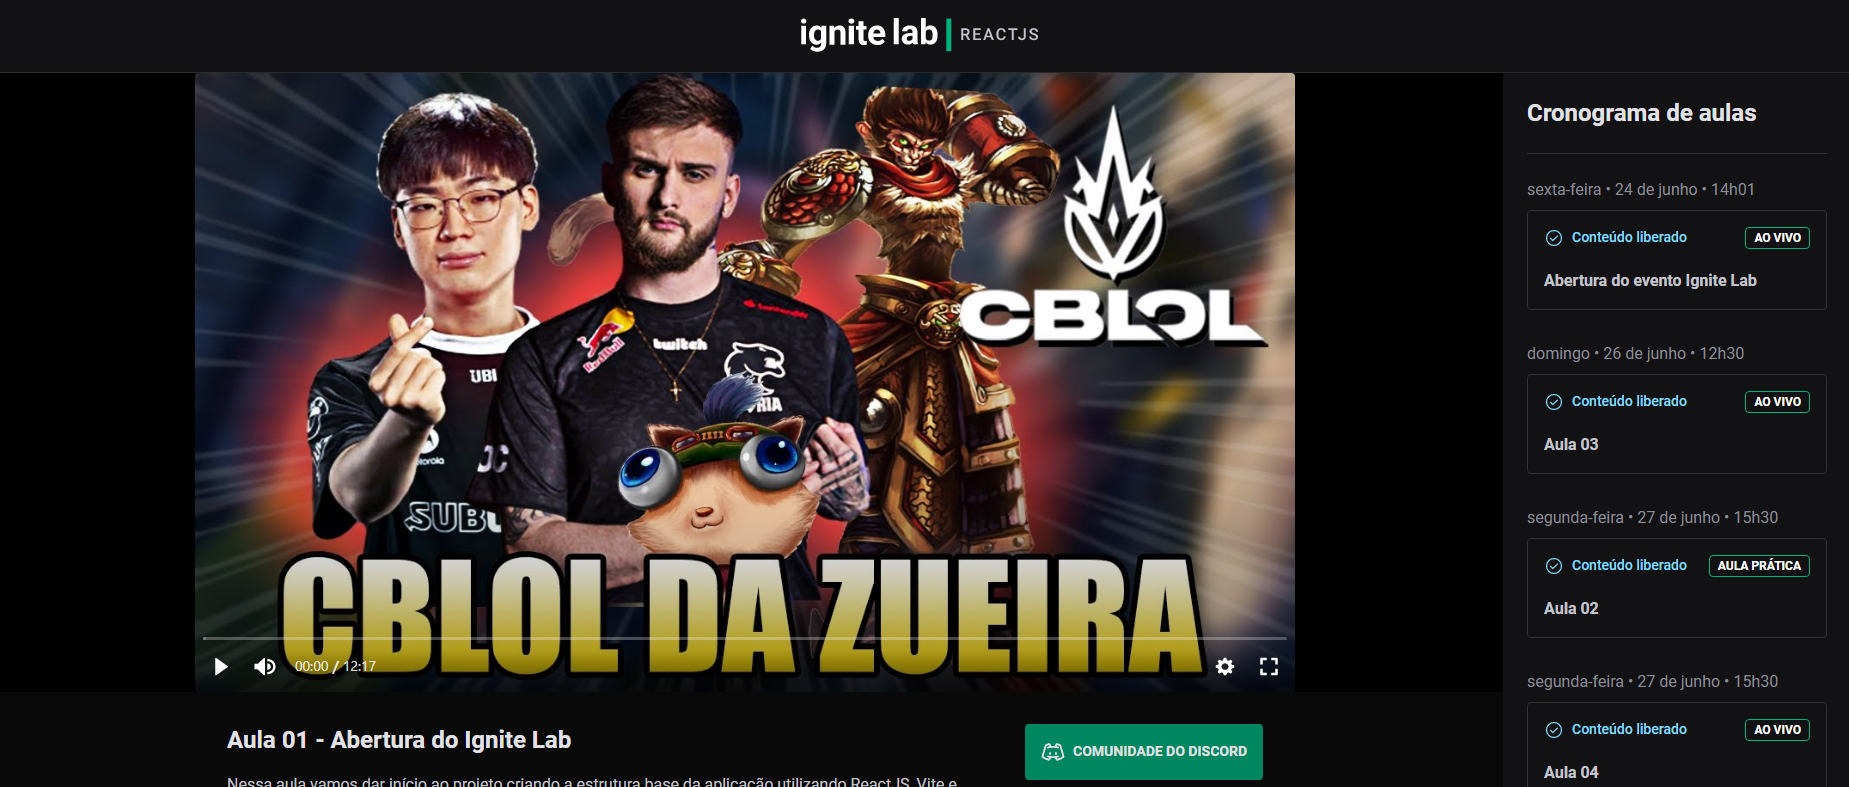 ignite lab | REACTJS
CBLOL
Red Bull
twitch
UBI
RIA
SUBU
CBLOL DA ZUEIRA
00:00 / 12:17
Aula 01 - Abertura do Ignite Lab
COMUNIDADE DO DISCORD
Nessa aula vamos dar início ao projeto criando a estrutura base da aplicação utilizando ReactJS, Vite e
Cronograma de aulas
sexta-feira • 24 de junho • 14h01
Conteúdo liberado AO VIVO
Abertura do evento Ignite Lab
domingo • 26 de junho • 12h30
Conteúdo liberado AO VIVO
Aula 03
segunda-feira • 27 de junho • 15h30
Conteúdo liberado AULA PRÁTICA
Aula 02
segunda-feira • 27 de junho • 15h30
Conteúdo liberado AO VIVO
Aula 04